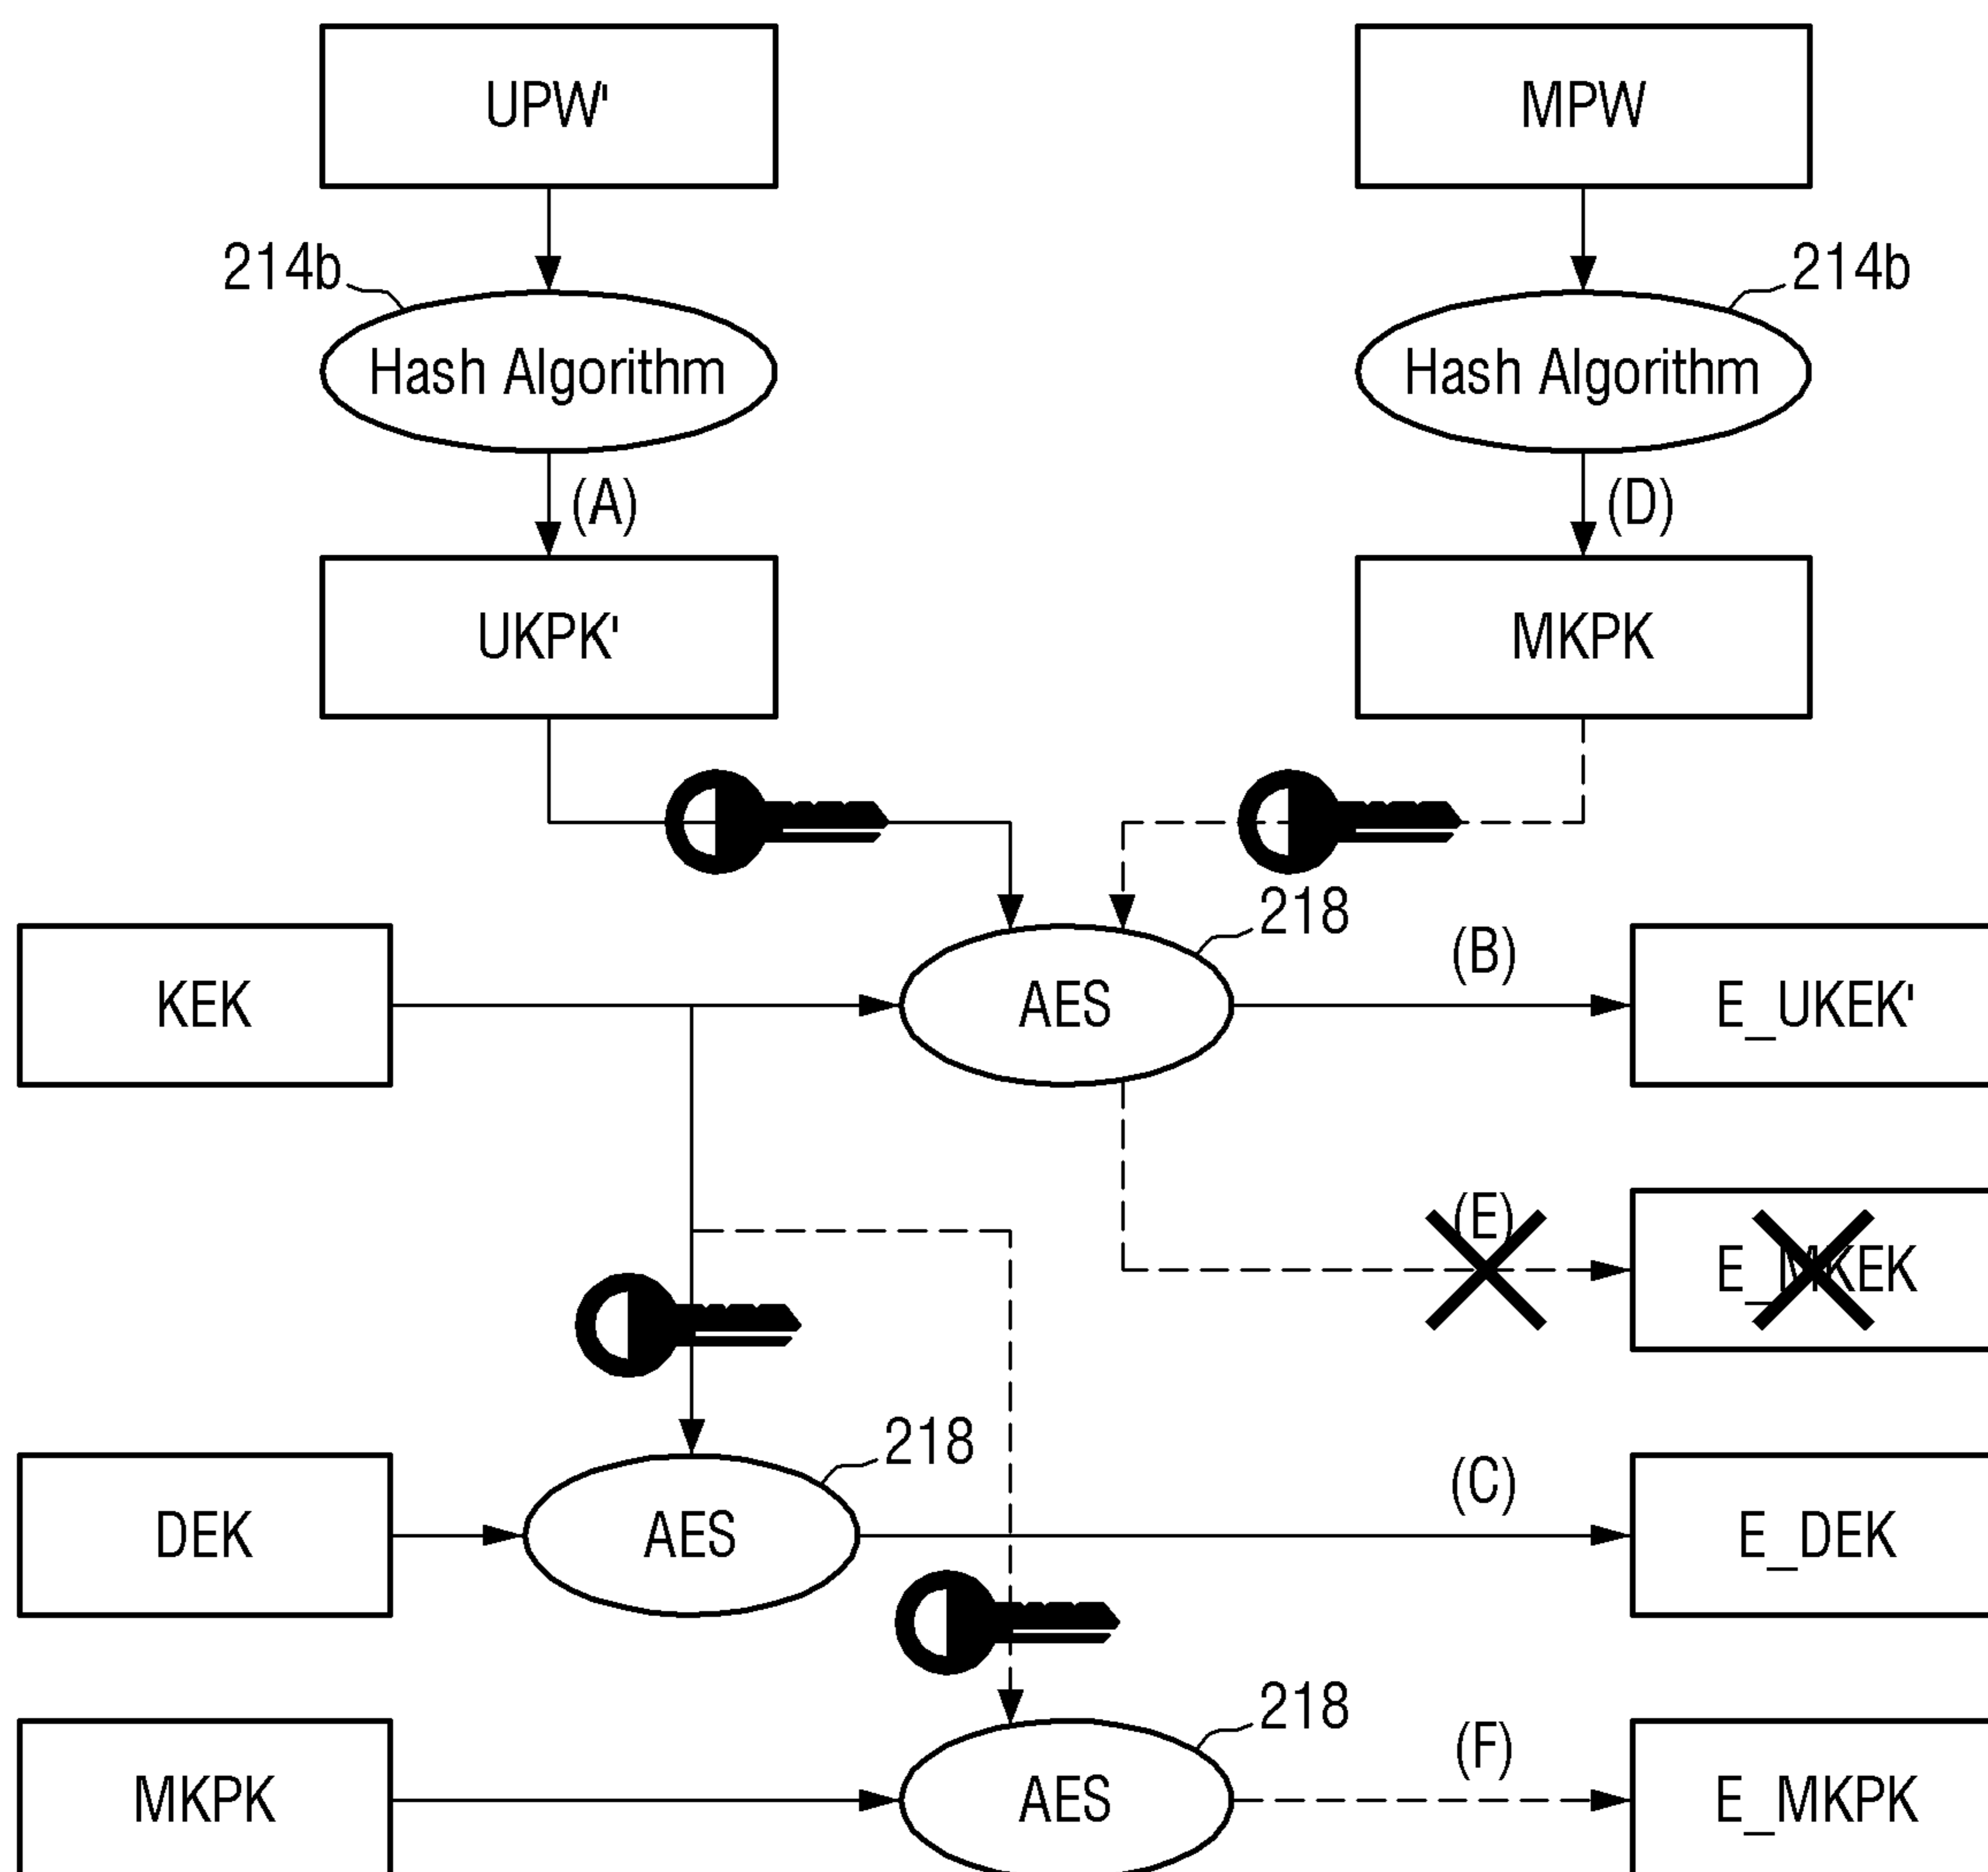 UPW'
MPW
214b
214b
Hash Algorithm
Hash Algorithm
(A)
(D)
UKPK'
MKPK
218
(B)
KEK
AES
E_UKEK'
(E)
E_MKEK
218
(C)
DEK
AES
E_DEK
218
(F)
MKPK
AES
E_MKPK